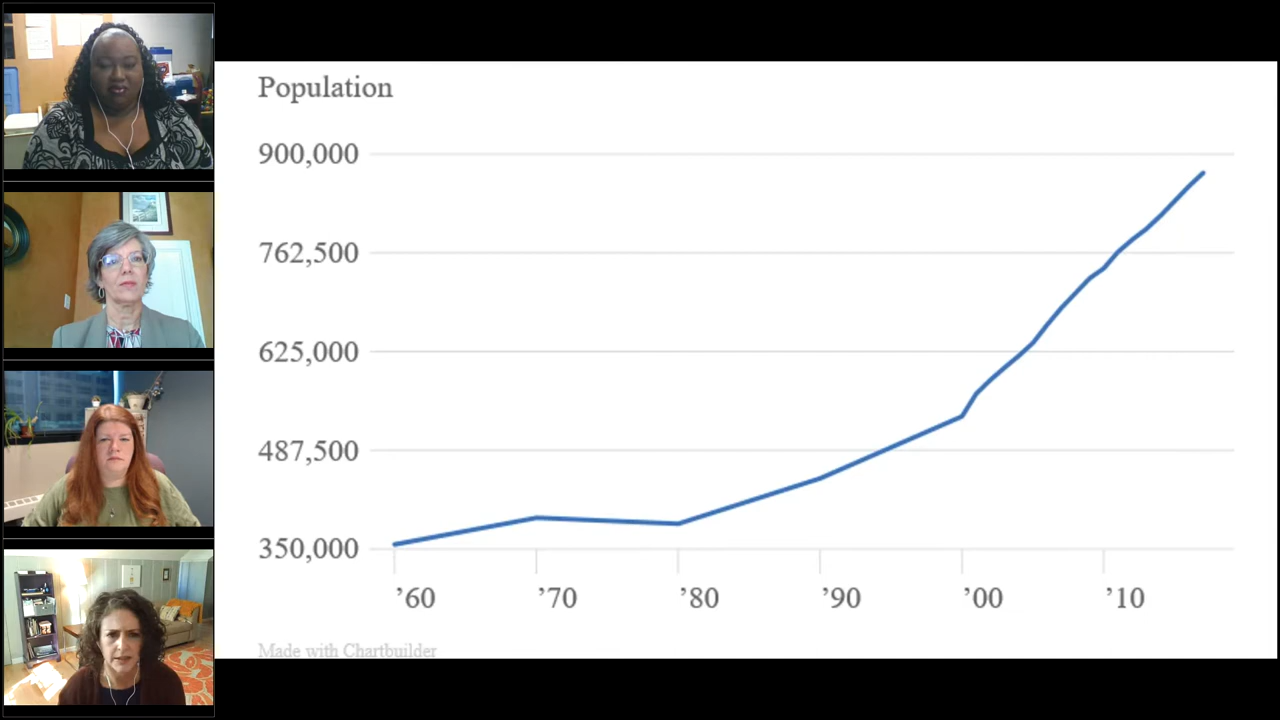 Population
900,000
762,500
625,000
487,500
350,000
’60 ’70 ’80 ’90 ’00 ’10
Made with Chartbuilder